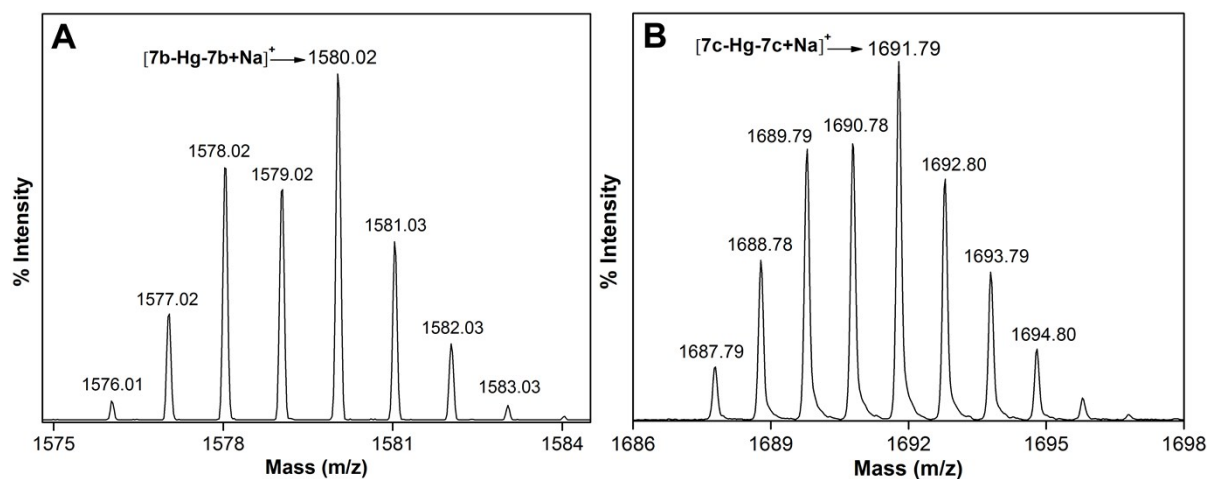 A
[7b-Hg-7b+Na]⁺ → 1580.02
1578.02
1579.02
1581.03
1577.02
1582.03
1576.01
1583.03
1575 1578 1581 1584
Mass (m/z)
% Intensity
B
[7c-Hg-7c+Na]⁺ → 1691.79
1689.79
1690.78
1692.80
1688.78
1693.79
1687.79
1694.80
1686 1689 1692 1695 1698
Mass (m/z)
% Intensity